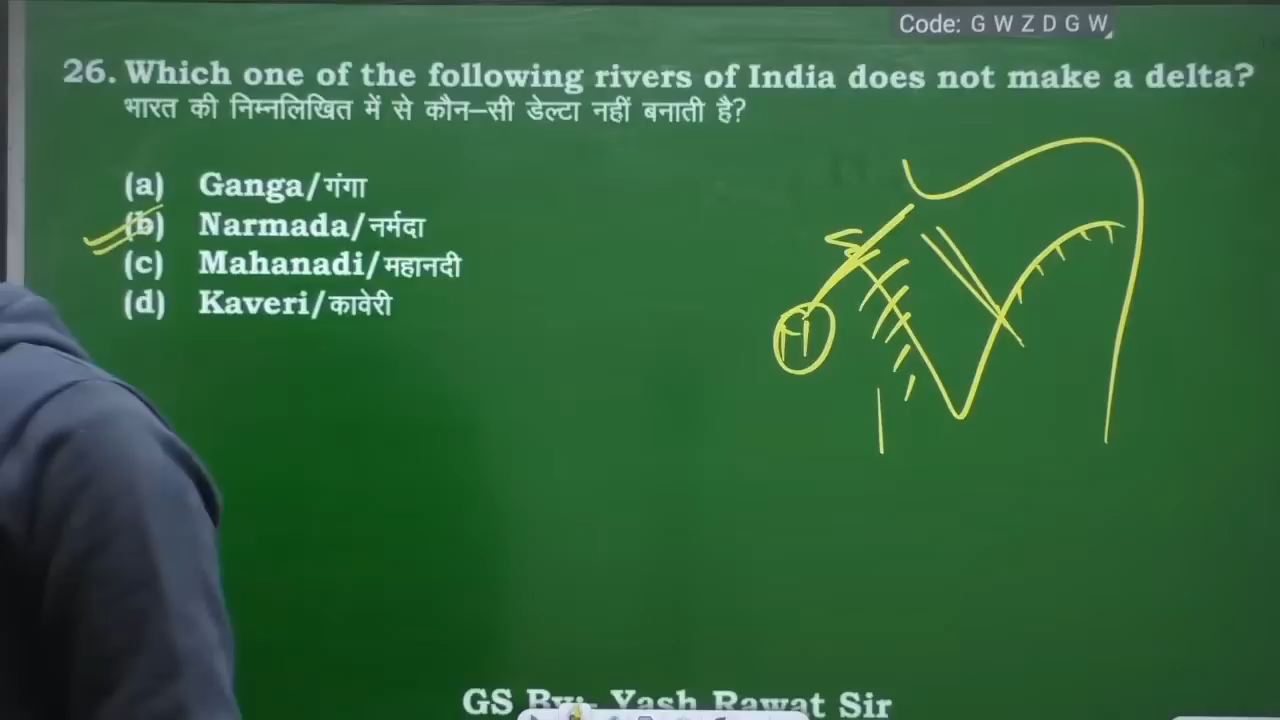 Code: G W Z D G W
26. Which one of the following rivers of India does not make a delta?
भारत की निम्नलिखित में से कौन–सी डेल्टा नहीं बनाती है?
(a) Ganga/गंगा
(b) Narmada/नर्मदा
(c) Mahanadi/महानदी
(d) Kaveri/कावेरी
GS By:- Yash Rawat Sir